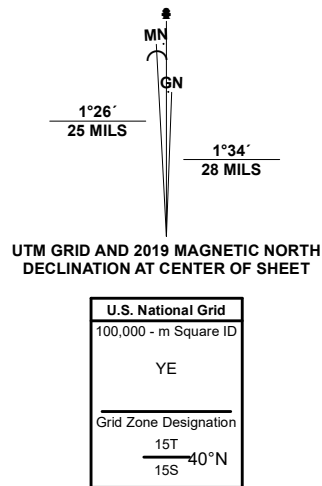 MN
GN
1°26´
25 MILS
1°34´
28 MILS
UTM GRID AND 2019 MAGNETIC NORTH
DECLINATION AT CENTER OF SHEET
U.S. National Grid
100,000 - m Square ID
YE
Grid Zone Designation
15T
40°N
15S